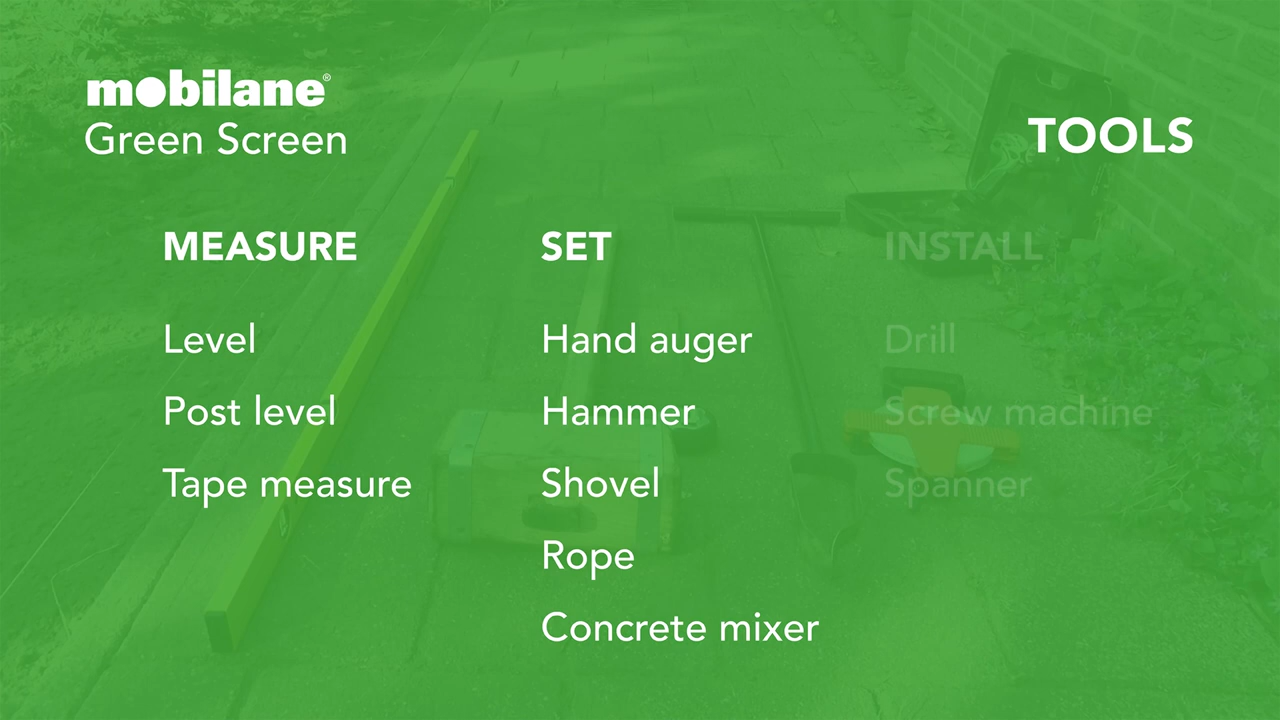 mobilane®
Green Screen
TOOLS
MEASURE
Level
Post level
Tape measure
SET
Hand auger
Hammer
Shovel
Rope
Concrete mixer
INSTALL
Drill
Screw machine
Spanner